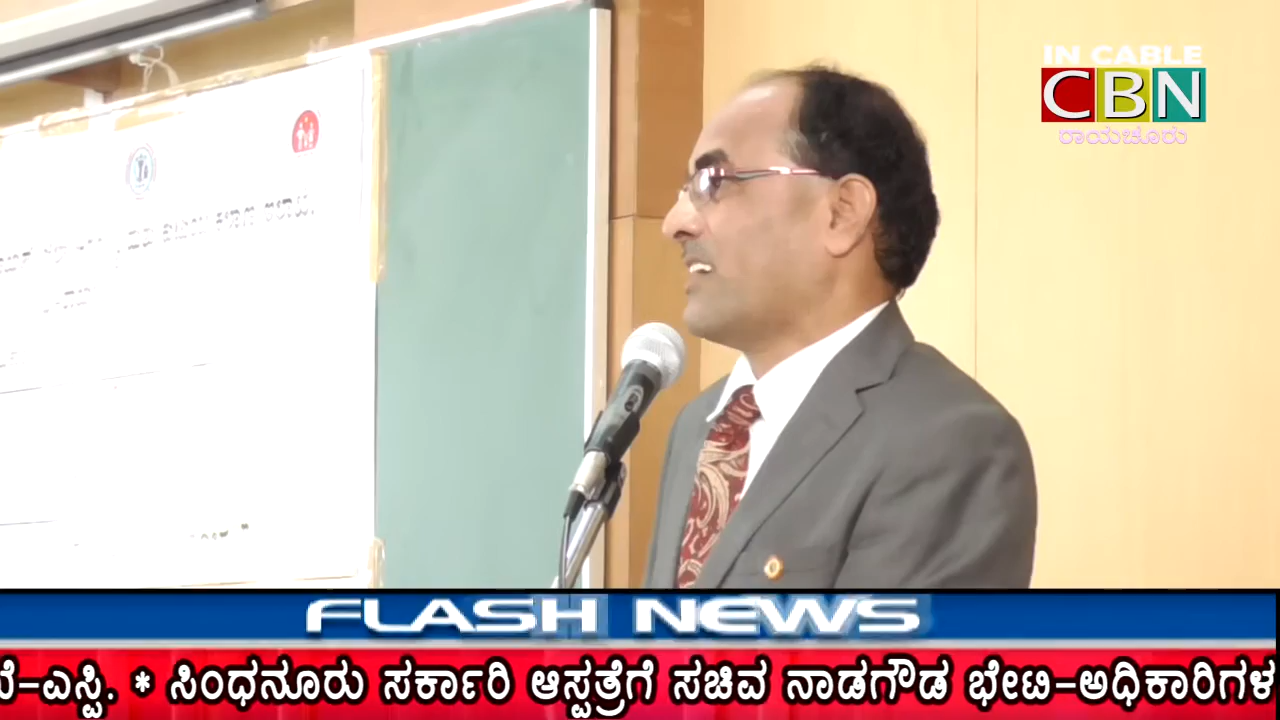 IN CABLE
CBN
ರಾಯಚೂರು
FLASH NEWS
ಬೆ-ಎಸ್ಪಿ. * ಸಿಂಧನೂರು ಸರ್ಕಾರಿ ಆಸ್ಪತ್ರೆಗೆ ಸಚಿವ ನಾಡಗೌಡ ಭೇಟಿ-ಅಧಿಕಾರಿಗಳ